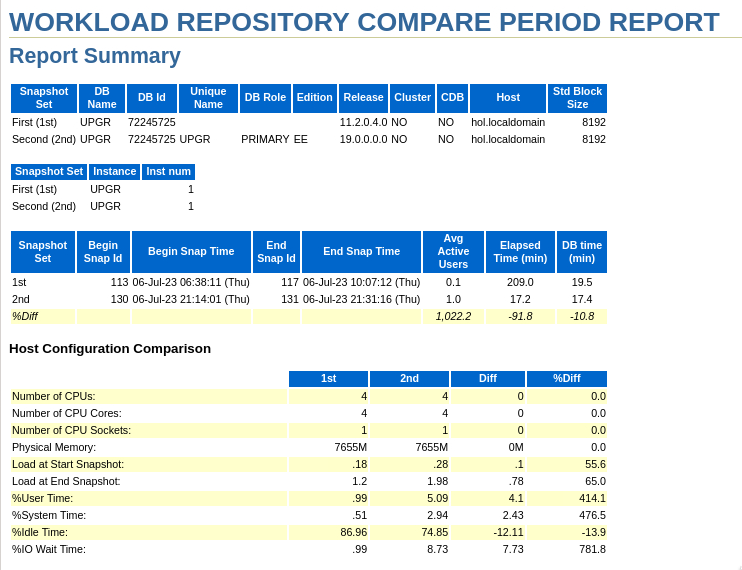 WORKLOAD REPOSITORY COMPARE PERIOD REPORT
Report Summary
Snapshot Set DB Name DB Id Unique Name DB Role Edition Release Cluster CDB Host Std Block Size
First (1st) UPGR 72245725 11.2.0.4.0 NO NO hol.localdomain 8192
Second (2nd) UPGR 72245725 UPGR PRIMARY EE 19.0.0.0.0 NO NO hol.localdomain 8192
Snapshot Set Instance Inst num
First (1st) UPGR 1
Second (2nd) UPGR 1
Snapshot Set Begin Snap Id Begin Snap Time End Snap Id End Snap Time Avg Active Users Elapsed Time (min) DB time (min)
1st 113 06-Jul-23 06:38:11 (Thu) 117 06-Jul-23 10:07:12 (Thu) 0.1 209.0 19.5
2nd 130 06-Jul-23 21:14:01 (Thu) 131 06-Jul-23 21:31:16 (Thu) 1.0 17.2 17.4
%Diff 1,022.2 -91.8 -10.8
Host Configuration Comparison
1st 2nd Diff %Diff
Number of CPUs: 4 4 0 0.0
Number of CPU Cores: 4 4 0 0.0
Number of CPU Sockets: 1 1 0 0.0
Physical Memory: 7655M 7655M 0M 0.0
Load at Start Snapshot: .18 .28 .1 55.6
Load at End Snapshot: 1.2 1.98 .78 65.0
%User Time: .99 5.09 4.1 414.1
%System Time: .51 2.94 2.43 476.5
%Idle Time: 86.96 74.85 -12.11 -13.9
%IO Wait Time: .99 8.73 7.73 781.8